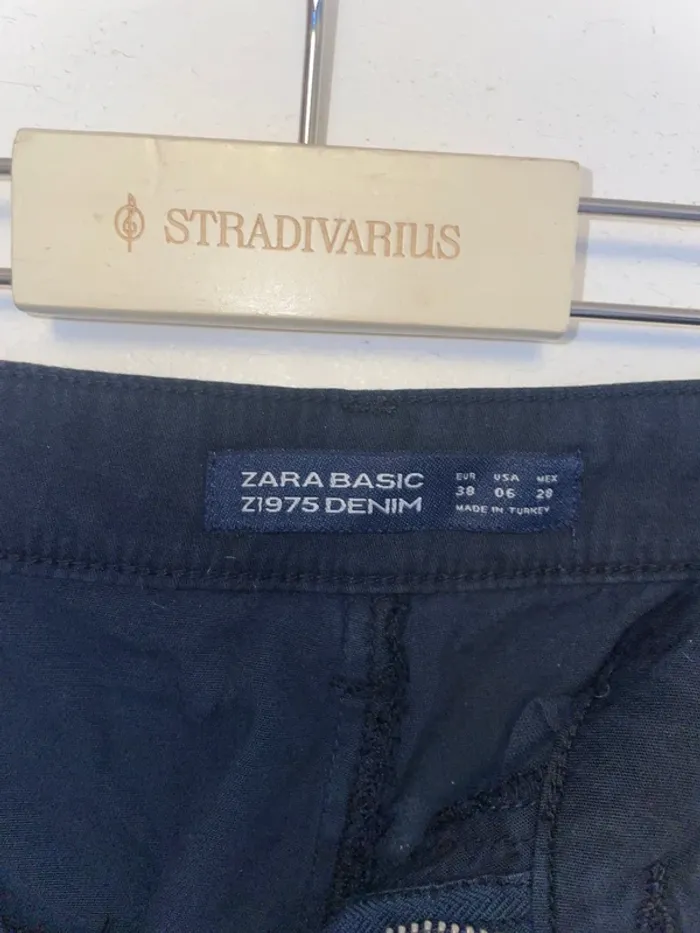 STRADIVARIUS
ZARA BASIC
Z1975 DENIM
EUR USA MEX
38 06 28
MADE IN TURKEY